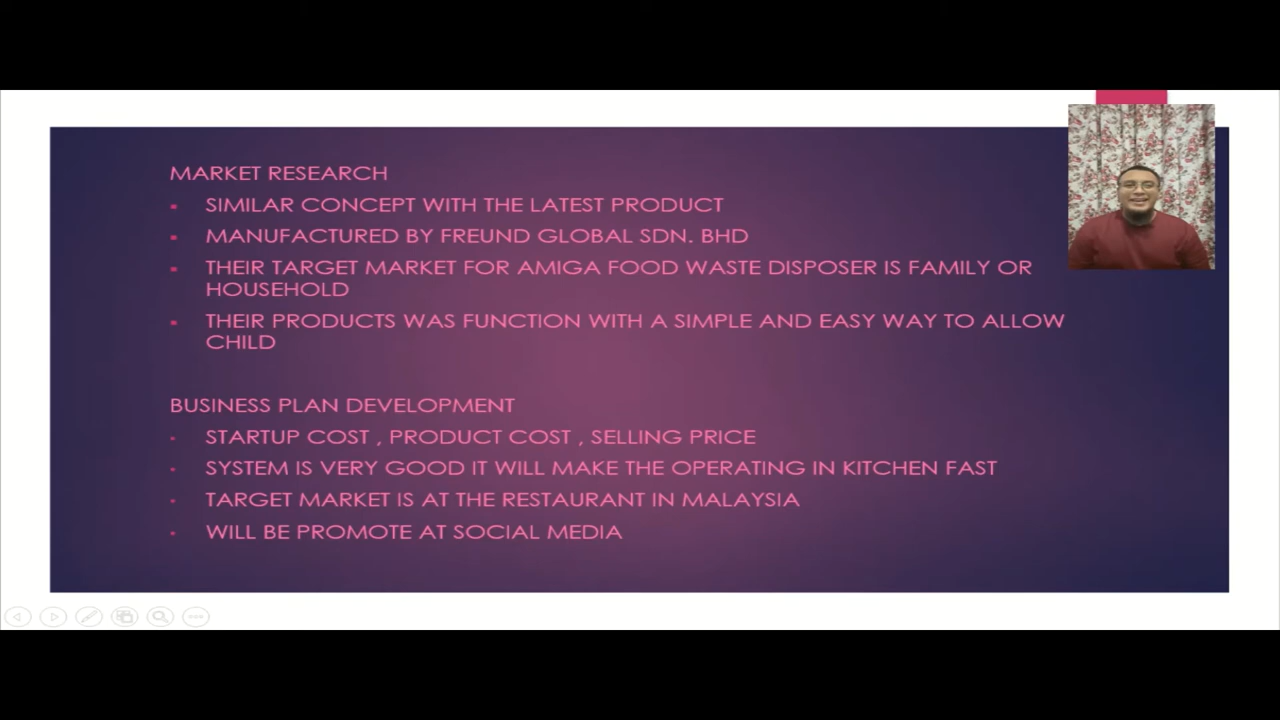 MARKET RESEARCH
SIMILAR CONCEPT WITH THE LATEST PRODUCT
MANUFACTURED BY FREUND GLOBAL SDN. BHD
THEIR TARGET MARKET FOR AMIGA FOOD WASTE DISPOSER IS FAMILY OR
HOUSEHOLD
THEIR PRODUCTS WAS FUNCTION WITH A SIMPLE AND EASY WAY TO ALLOW
CHILD
BUSINESS PLAN DEVELOPMENT
STARTUP COST , PRODUCT COST , SELLING PRICE
SYSTEM IS VERY GOOD IT WILL MAKE THE OPERATING IN KITCHEN FAST
TARGET MARKET IS AT THE RESTAURANT IN MALAYSIA
WILL BE PROMOTE AT SOCIAL MEDIA